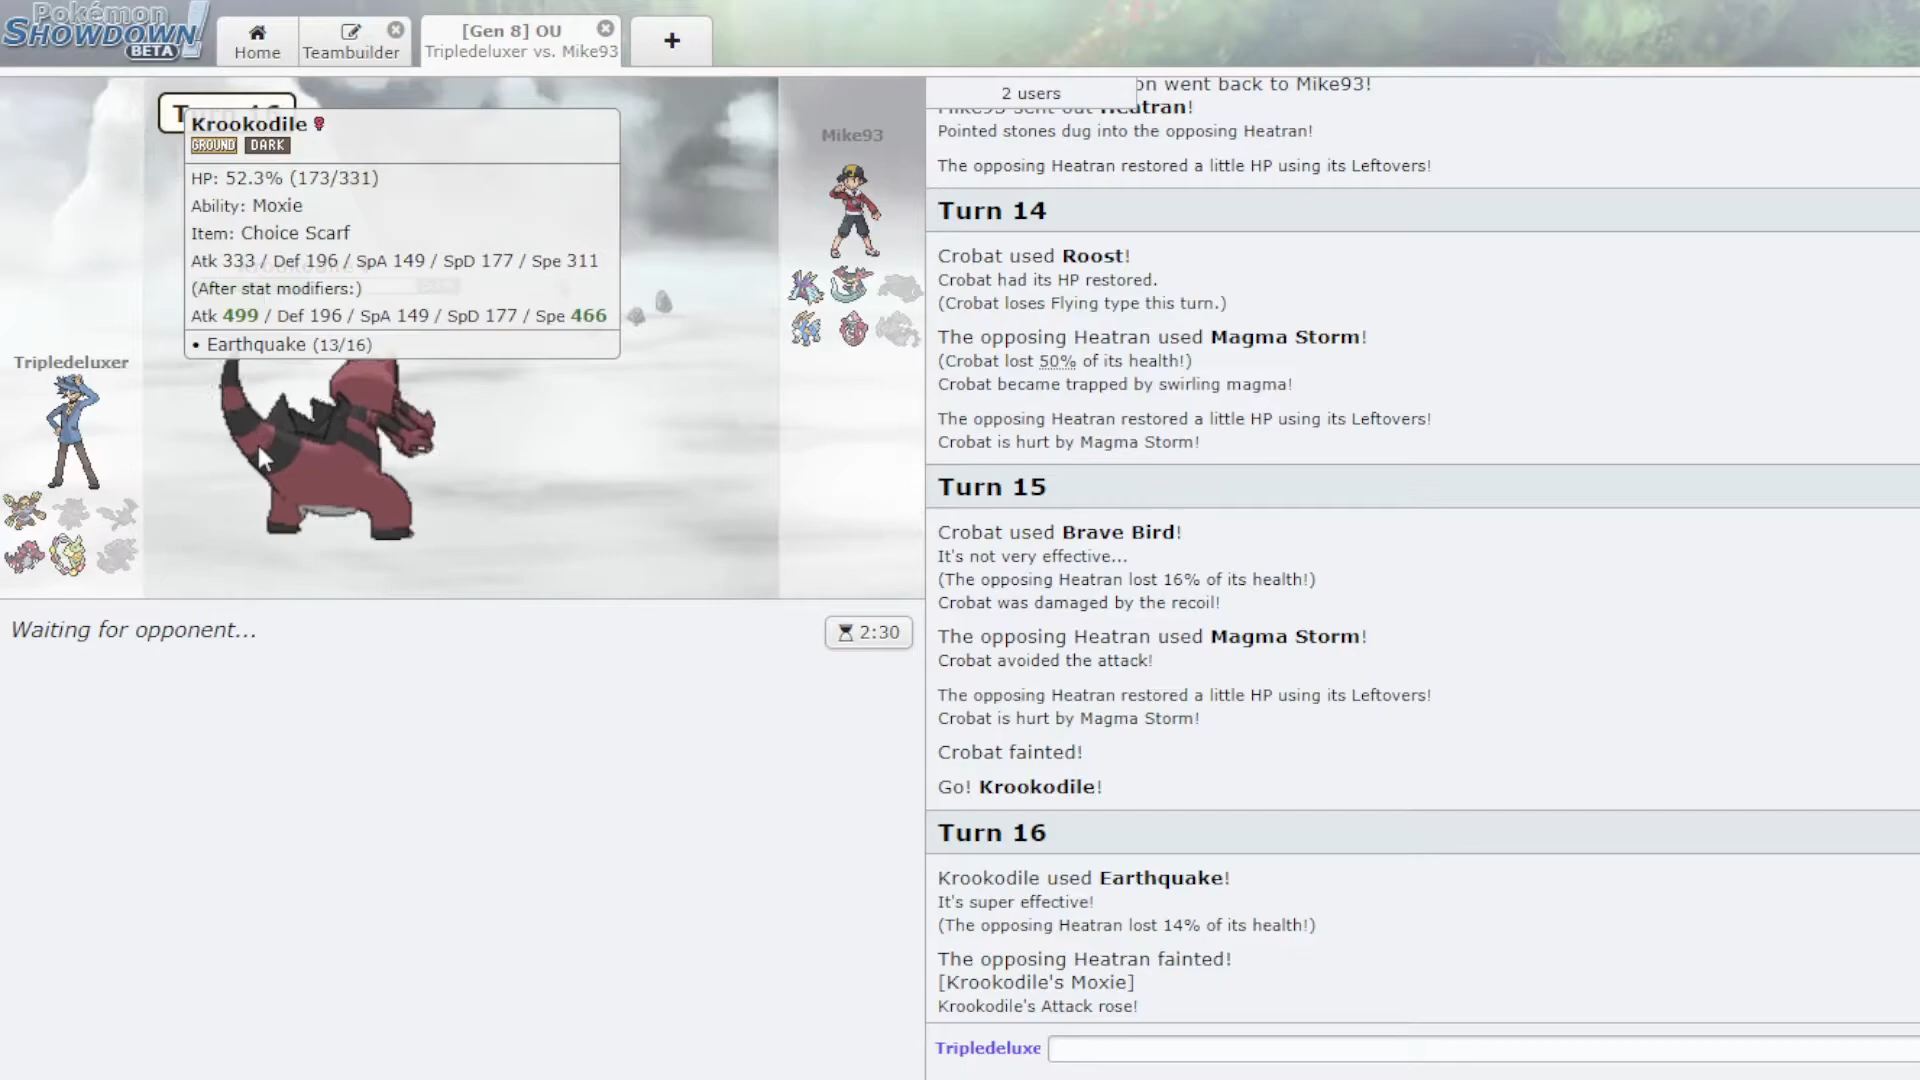 Pokémon
SHOWDOWN!
BETA
Home
Teambuilder
[Gen 8] OU
Tripledeluxer vs. Mike93
+
Krookodile
GROUND DARK
HP: 52.3% (173/331)
Ability: Moxie
Item: Choice Scarf
Atk 333 / Def 196 / SpA 149 / SpD 177 / Spe 311
(After stat modifiers:)
Atk 499 / Def 196 / SpA 149 / SpD 177 / Spe 466
• Earthquake (13/16)
Tripledeluxer
Mike93
Waiting for opponent...
2:30
2 users
on went back to Mike93!
Mike93 sent out Heatran!
Pointed stones dug into the opposing Heatran!
The opposing Heatran restored a little HP using its Leftovers!
Turn 14
Crobat used Roost!
Crobat had its HP restored.
(Crobat loses Flying type this turn.)
The opposing Heatran used Magma Storm!
(Crobat lost 50% of its health!)
Crobat became trapped by swirling magma!
The opposing Heatran restored a little HP using its Leftovers!
Crobat is hurt by Magma Storm!
Turn 15
Crobat used Brave Bird!
It's not very effective...
(The opposing Heatran lost 16% of its health!)
Crobat was damaged by the recoil!
The opposing Heatran used Magma Storm!
Crobat avoided the attack!
The opposing Heatran restored a little HP using its Leftovers!
Crobat is hurt by Magma Storm!
Crobat fainted!
Go! Krookodile!
Turn 16
Krookodile used Earthquake!
It's super effective!
(The opposing Heatran lost 14% of its health!)
The opposing Heatran fainted!
[Krookodile's Moxie]
Krookodile's Attack rose!
Tripledeluxe